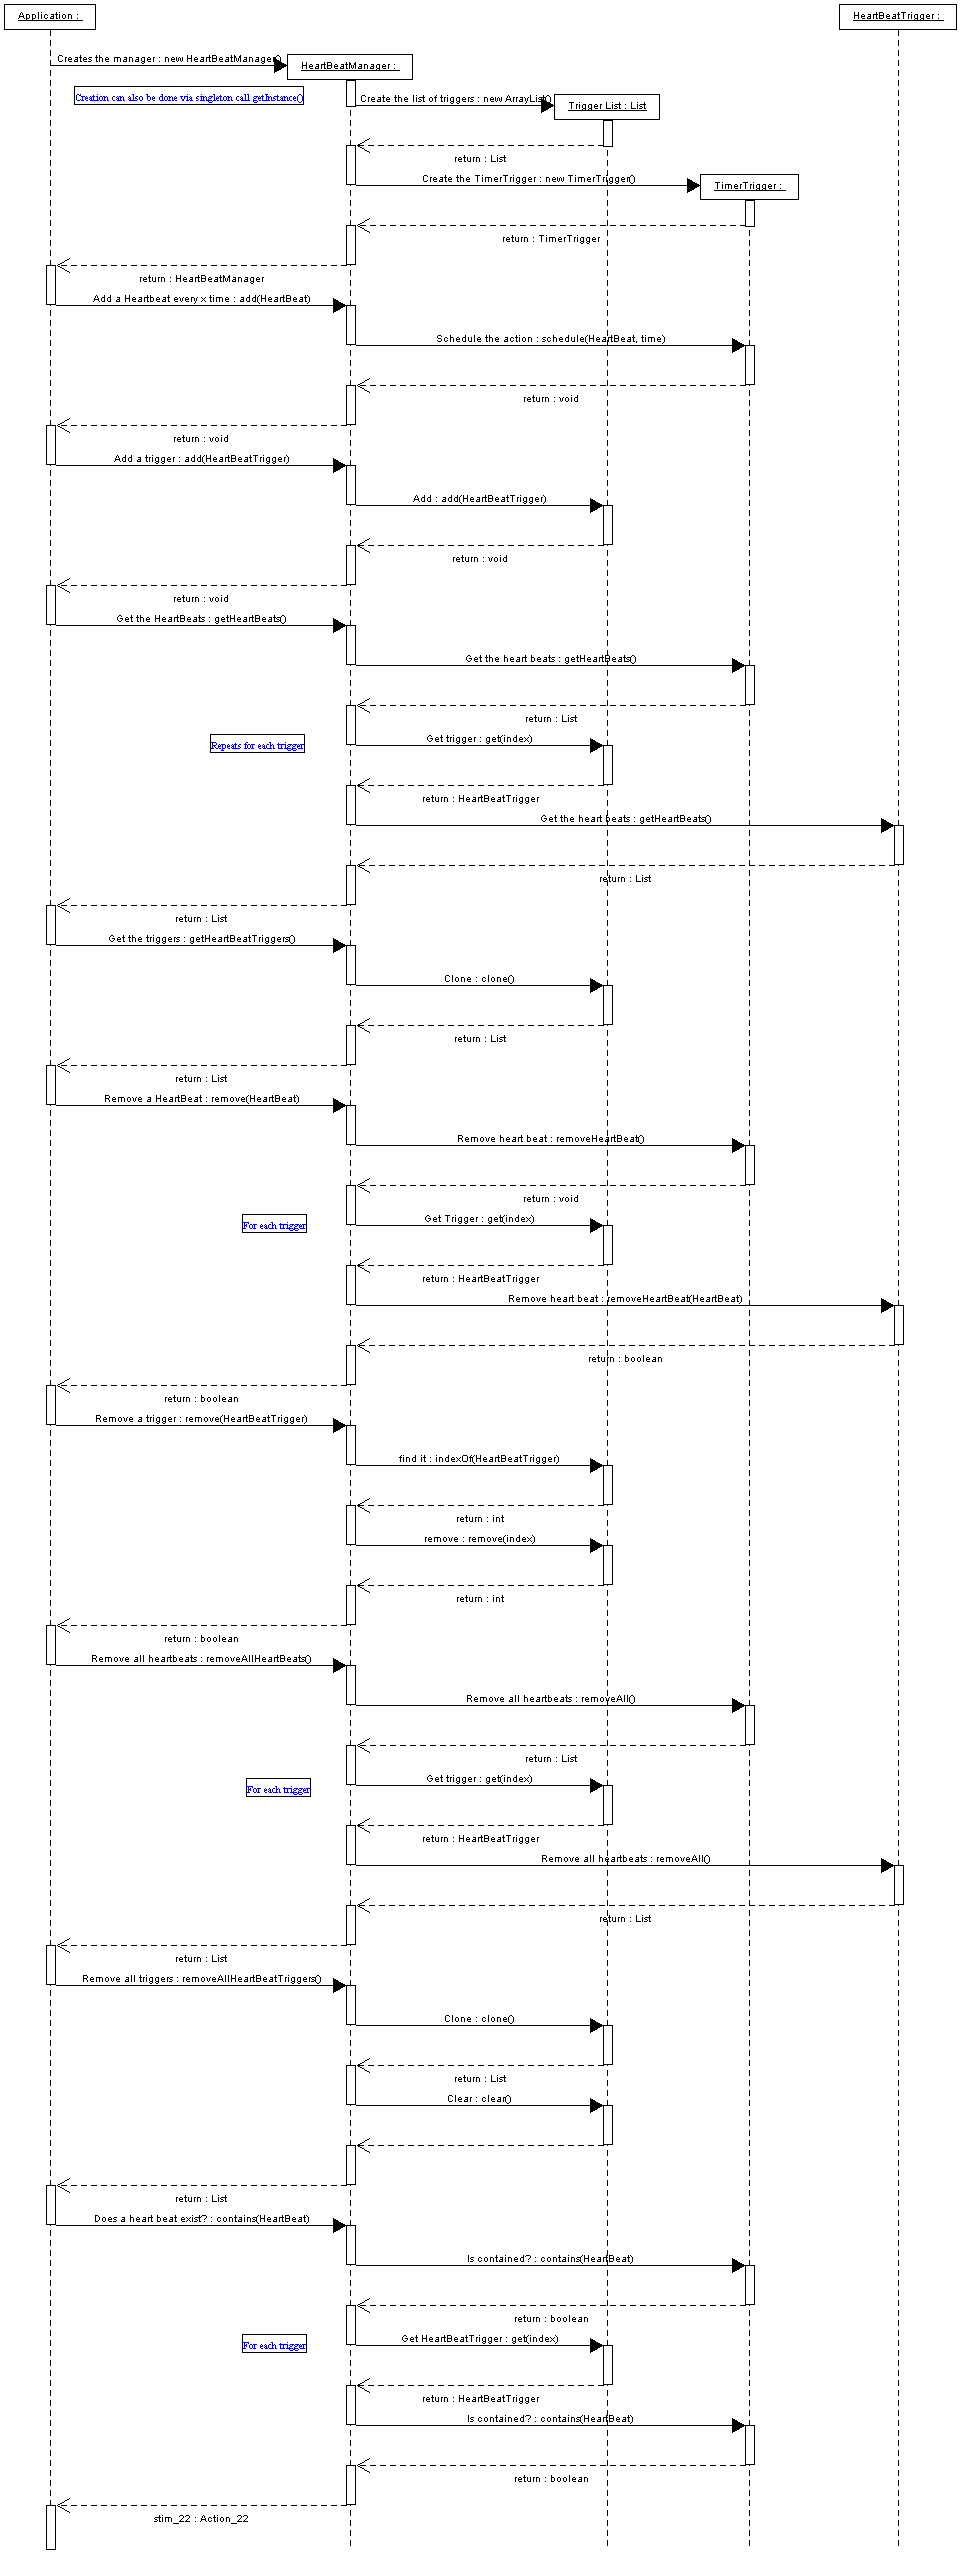 Application :
HeartBeatTrigger :
Creates the manager : new HeartBeatManager()
HeartBeatManager :
Creation can also be done via singleton call getInstance()
Create the list of triggers : new ArrayList()
Trigger List : List
return : List
Create the TimerTrigger : new TimerTrigger()
TimerTrigger :
return : TimerTrigger
return : HeartBeatManager
Add a Heartbeat every x time : add(HeartBeat)
Schedule the action : schedule(HeartBeat, time)
return : void
return : void
Add a trigger : add(HeartBeatTrigger)
Add : add(HeartBeatTrigger)
return : void
return : void
Get the HeartBeats : getHeartBeats()
Get the heart beats : getHeartBeats()
return : List
Repeats for each trigger
Get trigger : get(index)
return : HeartBeatTrigger
Get the heart beats : getHeartBeats()
return : List
return : List
Get the triggers : getHeartBeatTriggers()
Clone : clone()
return : List
return : List
Remove a HeartBeat : remove(HeartBeat)
Remove heart beat : removeHeartBeat()
return : void
For each trigger
Get Trigger : get(index)
return : HeartBeatTrigger
Remove heart beat : removeHeartBeat(HeartBeat)
return : boolean
return : boolean
Remove a trigger : remove(HeartBeatTrigger)
find it : indexOf(HeartBeatTrigger)
return : int
remove : remove(index)
return : int
return : boolean
Remove all heartbeats : removeAllHeartBeats()
Remove all heartbeats : removeAll()
return : List
For each trigger
Get trigger : get(index)
return : HeartBeatTrigger
Remove all heartbeats : removeAll()
return : List
return : List
Remove all triggers : removeAllHeartBeatTriggers()
Clone : clone()
return : List
Clear : clear()
return : List
Does a heart beat exist? : contains(HeartBeat)
Is contained? : contains(HeartBeat)
return : boolean
For each trigger
Get HeartBeatTrigger : get(index)
return : HeartBeatTrigger
Is contained? : contains(HeartBeat)
return : boolean
stim_22 : Action_22